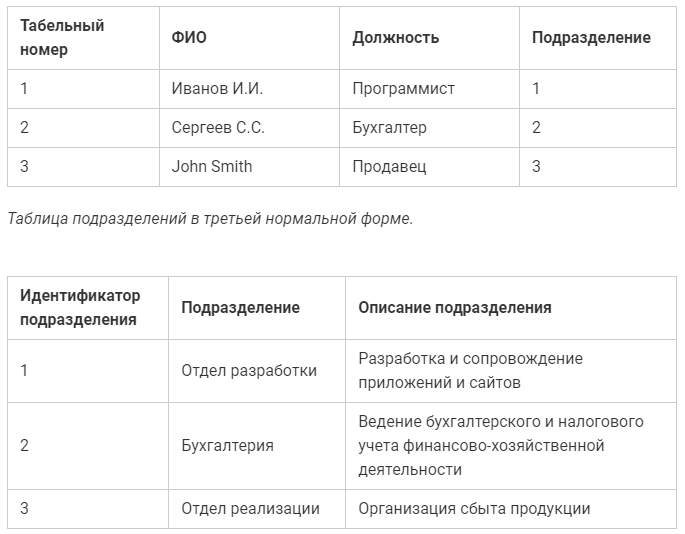 Табельный номер ФИО Должность Подразделение
1 Иванов И.И. Программист 1
2 Сергеев С.С. Бухгалтер 2
3 John Smith Продавец 3
Таблица подразделений в третьей нормальной форме.
Идентификатор подразделения Подразделение Описание подразделения
1 Отдел разработки Разработка и сопровождение
приложений и сайтов
2 Бухгалтерия Ведение бухгалтерского и налогового
учета финансово-хозяйственной
деятельности
3 Отдел реализации Организация сбыта продукции